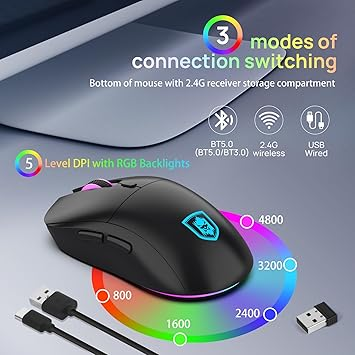 3 modes of
connection switching
Bottom of mouse with 2.4G receiver storage compartment
BT5.0
(BT5.0/BT3.0)
2.4G
wireless
USB
Wired
5 Level DPI with RGB Backlights
4800
3200
2400
1600
800